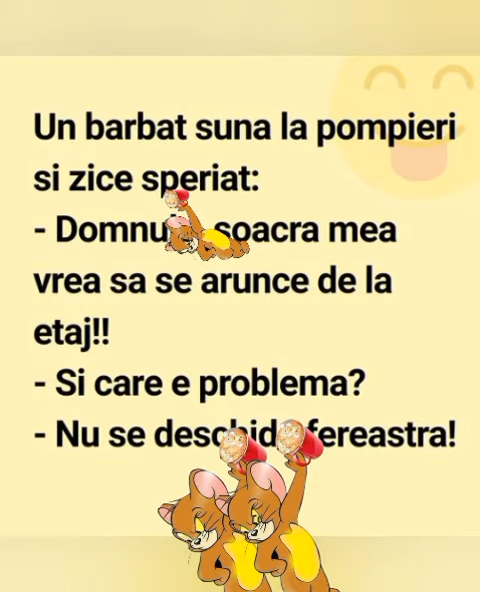 Un barbat suna la pompieri
si zice speriat:
- Domnu soacra mea
vrea sa se arunce de la
etaj!!
- Si care e problema?
- Nu se deschide fereastra!